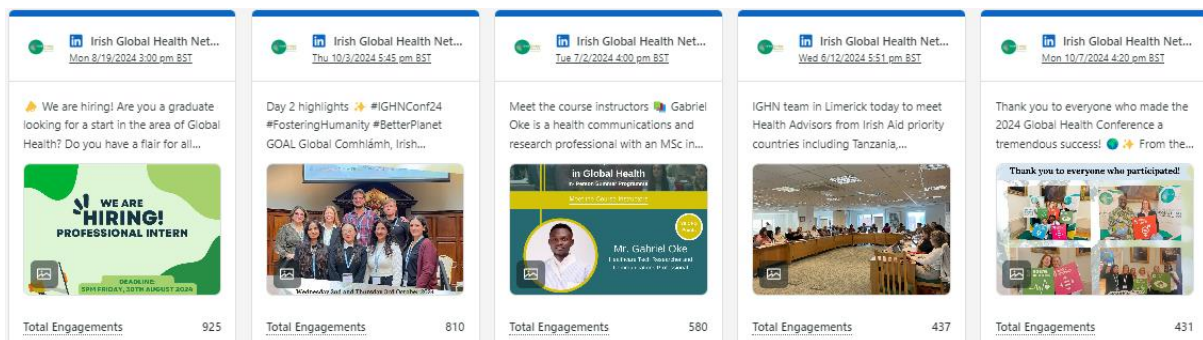 Irish Global Health Net...
Mon 8/19/2024 3:00 pm BST
📣 We are hiring! Are you a graduate
looking for a start in the area of Global
Health? Do you have a flair for all...
WE ARE
HIRING!
PROFESSIONAL INTERN
DEADLINE:
5PM FRIDAY, 30TH AUGUST 2024
Total Engagements 925
Irish Global Health Net...
Thu 10/3/2024 5:45 pm BST
Day 2 highlights ✨ #IGHNConf24
#FosteringHumanity #BetterPlanet
GOAL Global Comhlámh, Irish...
Wednesday 2nd and Thursday 3rd October 2024
Total Engagements 810
Irish Global Health Net...
Tue 7/2/2024 4:00 pm BST
Meet the course instructors 📚 Gabriel
Oke is a health communications and
research professional with an MSc in...
in Global Health
In Person Summer Programme
Meet the Course Instructors
Mr. Gabriel Oke
Total Engagements 580
Irish Global Health Net...
Wed 6/12/2024 5:51 pm BST
IGHN team in Limerick today to meet
Health Advisors from Irish Aid priority
countries including Tanzania,...
Total Engagements 437
Irish Global Health Net...
Mon 10/7/2024 4:20 pm BST
Thank you to everyone who made the
2024 Global Health Conference a
tremendous success! 🌍 ✨ From the...
Thank you to everyone who participated!
Total Engagements 431